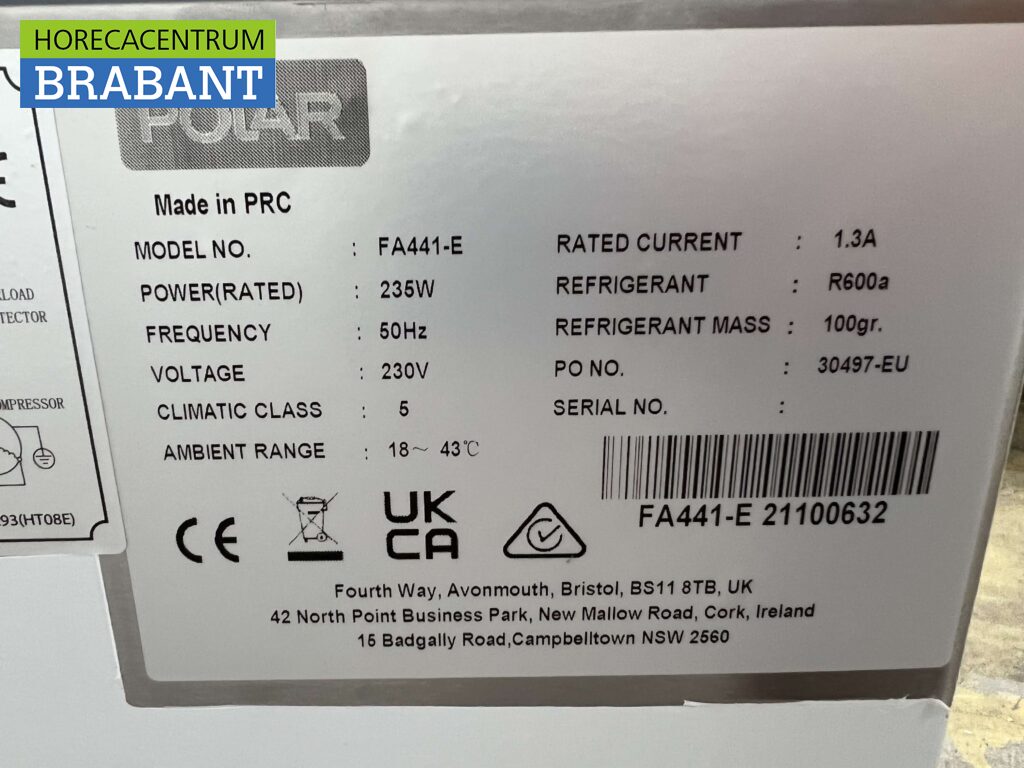 HORECACENTRUM
BRABANT
POLAR
Made in PRC
MODEL NO. : FA441-E
POWER(RATED) : 235W
FREQUENCY : 50Hz
VOLTAGE : 230V
CLIMATIC CLASS : 5
AMBIENT RANGE : 18~ 43℃
RATED CURRENT : 1.3A
REFRIGERANT : R600a
REFRIGERANT MASS : 100gr.
PO NO. : 30497-EU
SERIAL NO. :
FA441-E 21100632
CE
UK
CA
Fourth Way, Avonmouth, Bristol, BS11 8TB, UK
42 North Point Business Park, New Mallow Road, Cork, Ireland
15 Badgally Road,Campbelltown NSW 2560
93(HT08E)